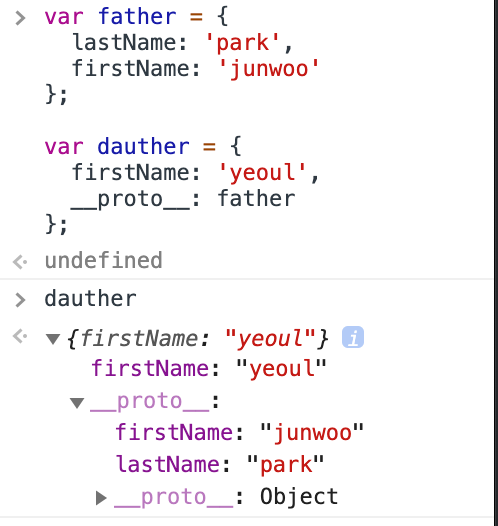 > var father = {
lastName: 'park',
firstName: 'junwoo'
};
var dauther = {
firstName: 'yeoul',
__proto__: father
};
undefined
> dauther
▼{firstName: "yeoul"} i
firstName: "yeoul"
▼__proto__:
firstName: "junwoo"
lastName: "park"
▶__proto__: Object